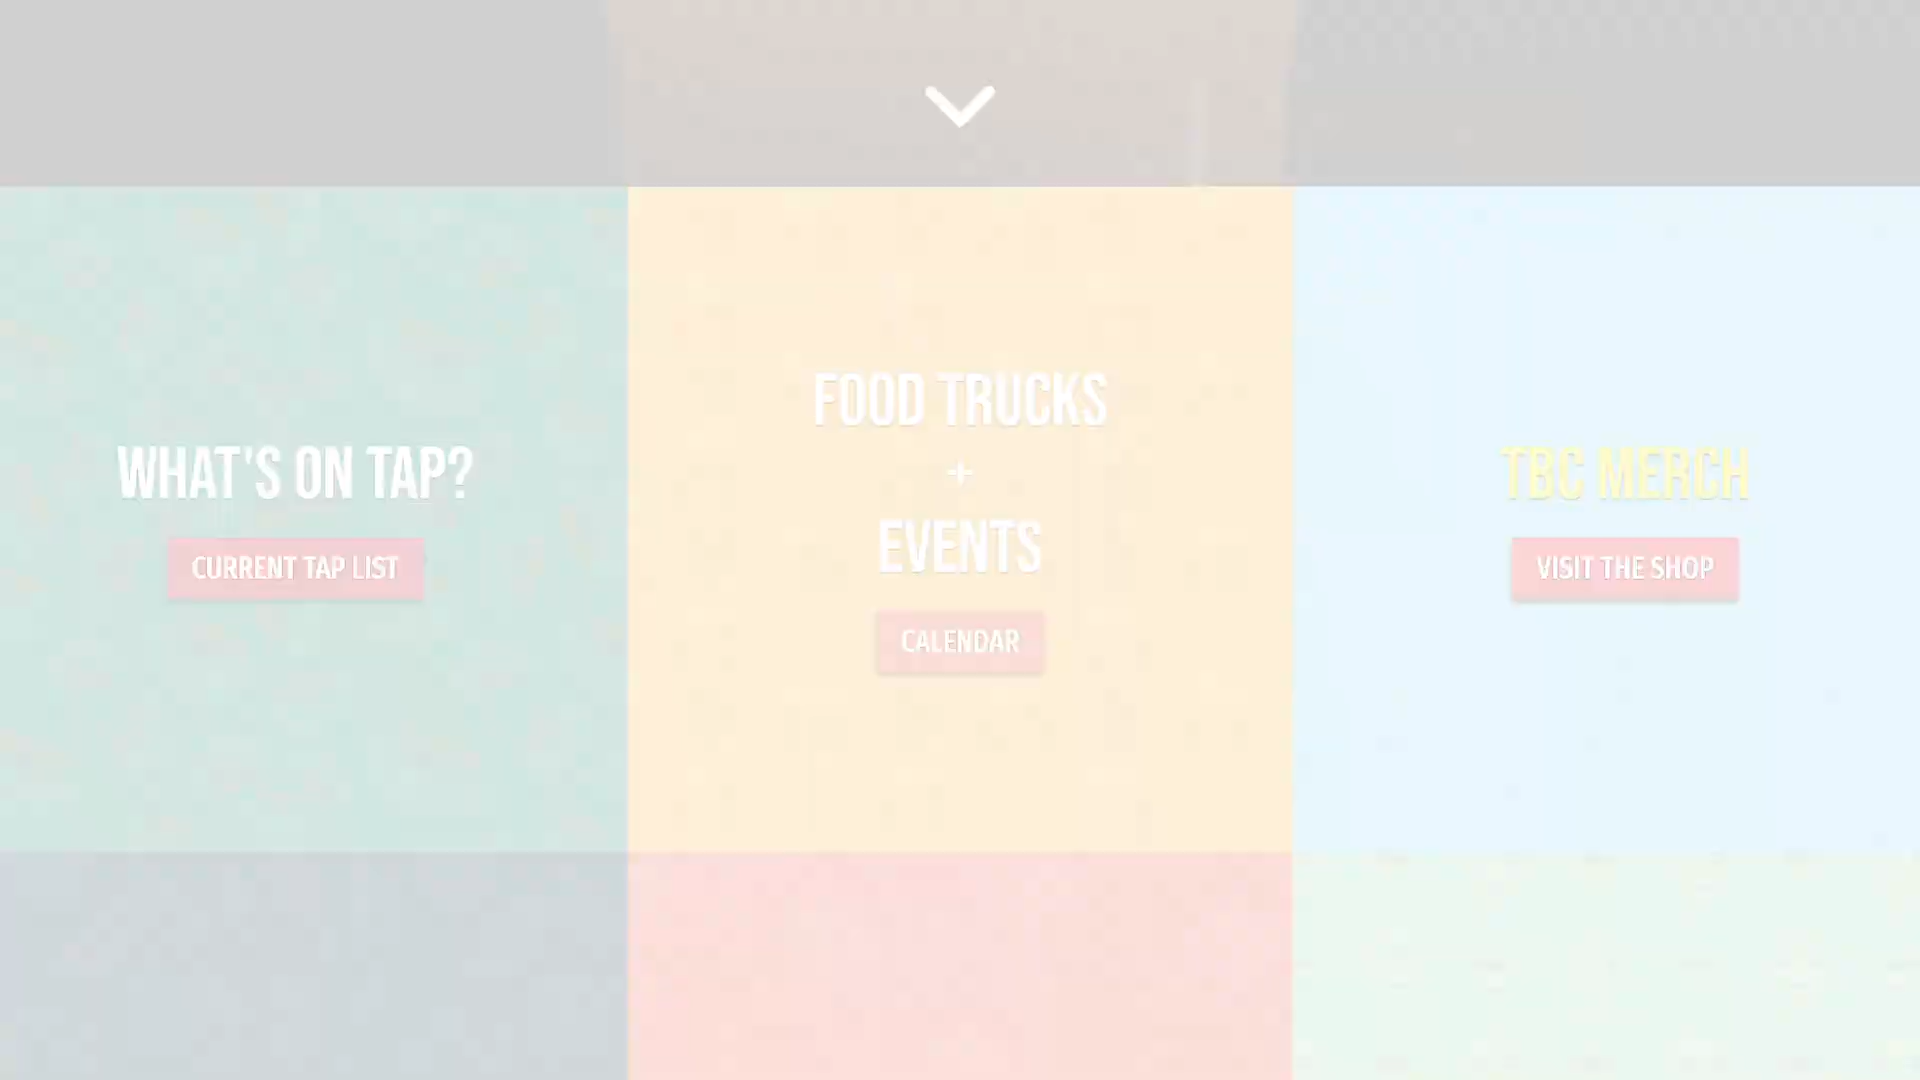 WHAT'S ON TAP?
CURRENT TAP LIST
FOOD TRUCKS
+
EVENTS
CALENDAR
TBC MERCH
VISIT THE SHOP